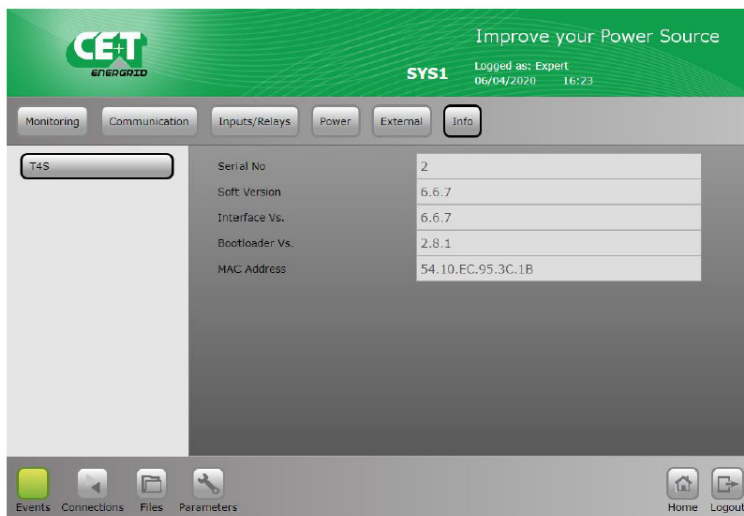 CE+T
ENERGRID
Improve your Power Source
SYS1
Logged as: Expert
06/04/2020 16:23
Monitoring Communication Inputs/Relays Power External Info
T4S
Serial No 2
Soft Version 6.6.7
Interface Vs. 6.6.7
Bootloader Vs. 2.8.1
MAC Address 54.10.EC.95.3C.1B
Events Connections Files Parameters Home Logout